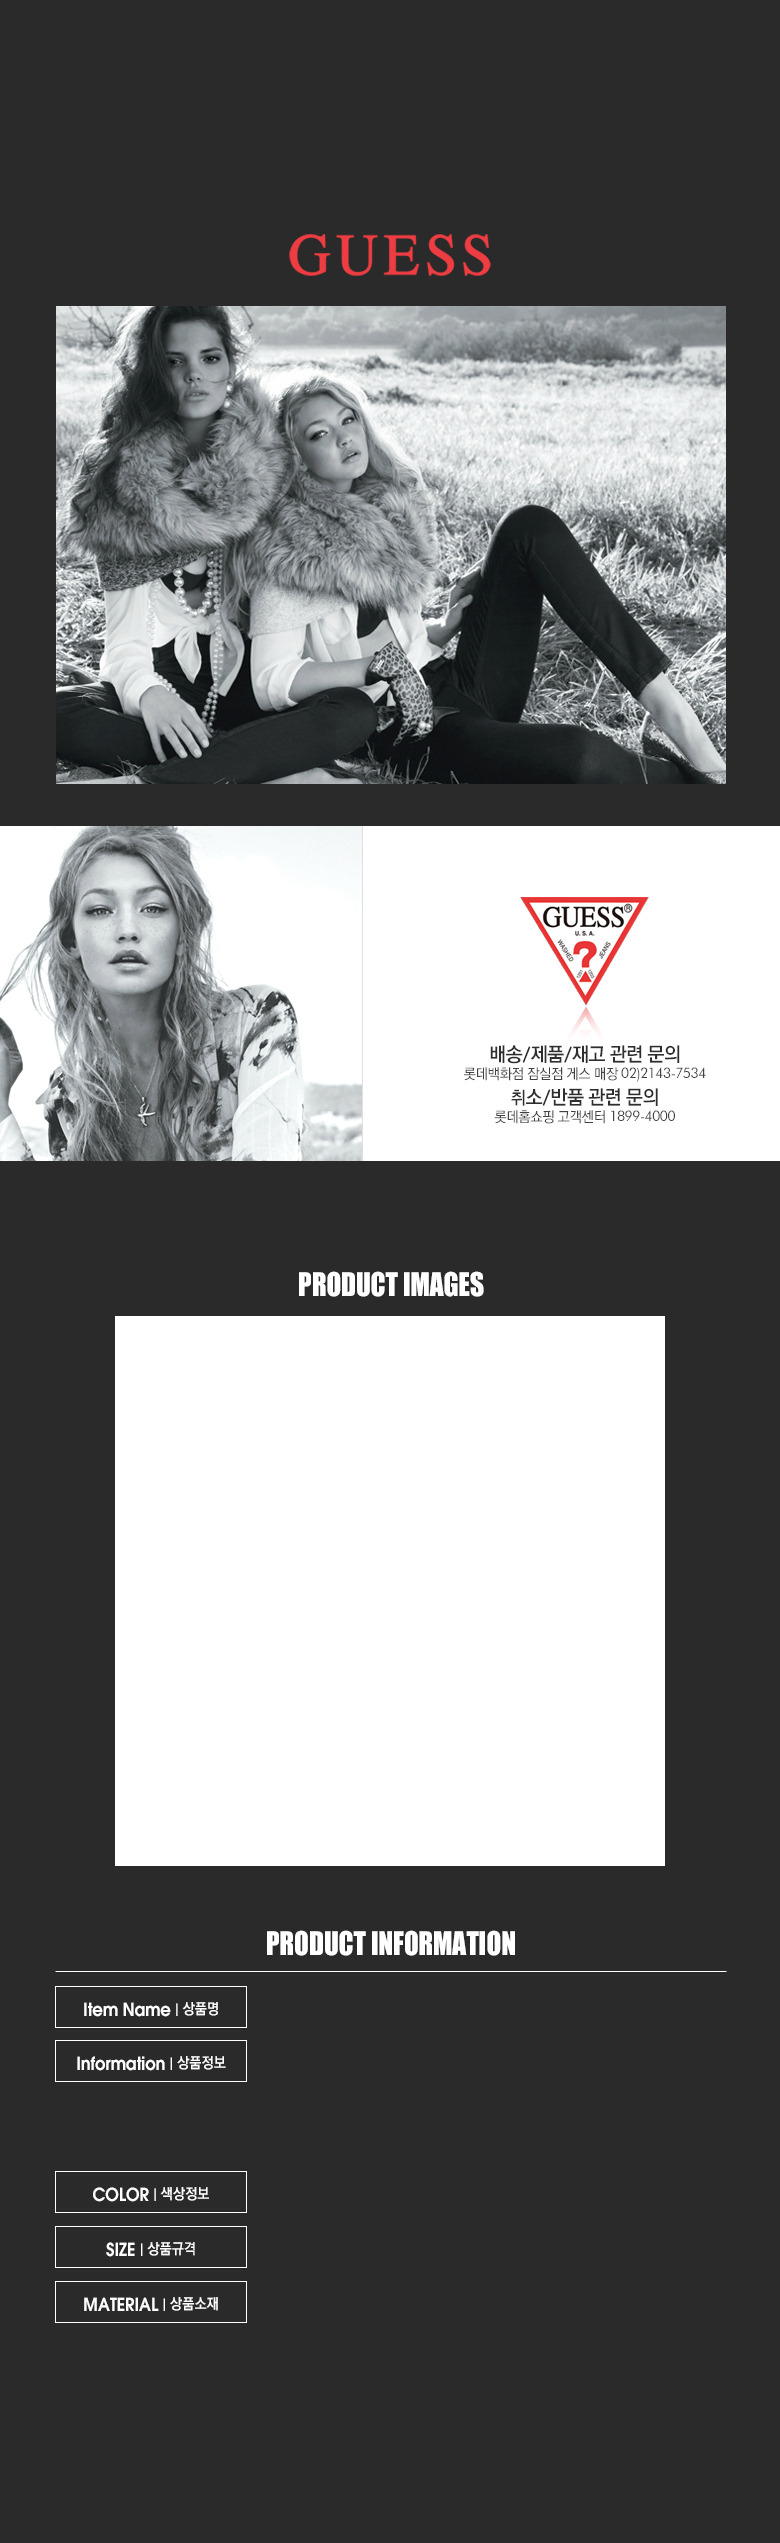 GUESS
GUESS®
U.S.A.
WASHED
JEANS
?
배송/제품/재고 관련 문의
롯데백화점 잠실점 게스 매장 02)2143-7534
취소/반품 관련 문의
롯데홈쇼핑 고객센터 1899-4000
PRODUCT IMAGES
PRODUCT INFORMATION
Item Name | 상품명
Information | 상품정보
COLOR | 색상정보
SIZE | 상품규격
MATERIAL | 상품소재